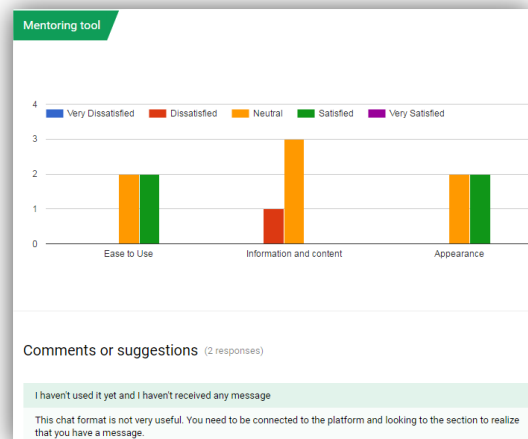 Mentoring tool
4
Very Dissatisfied Dissatisfied Neutral Satisfied Very Satisfied
3
2
1
0
Ease to Use Information and content Appearance
Comments or suggestions (2 responses)
I haven't used it yet and I haven't received any message
This chat format is not very useful. You need to be connected to the platform and looking to the section to realize
that you have a message.